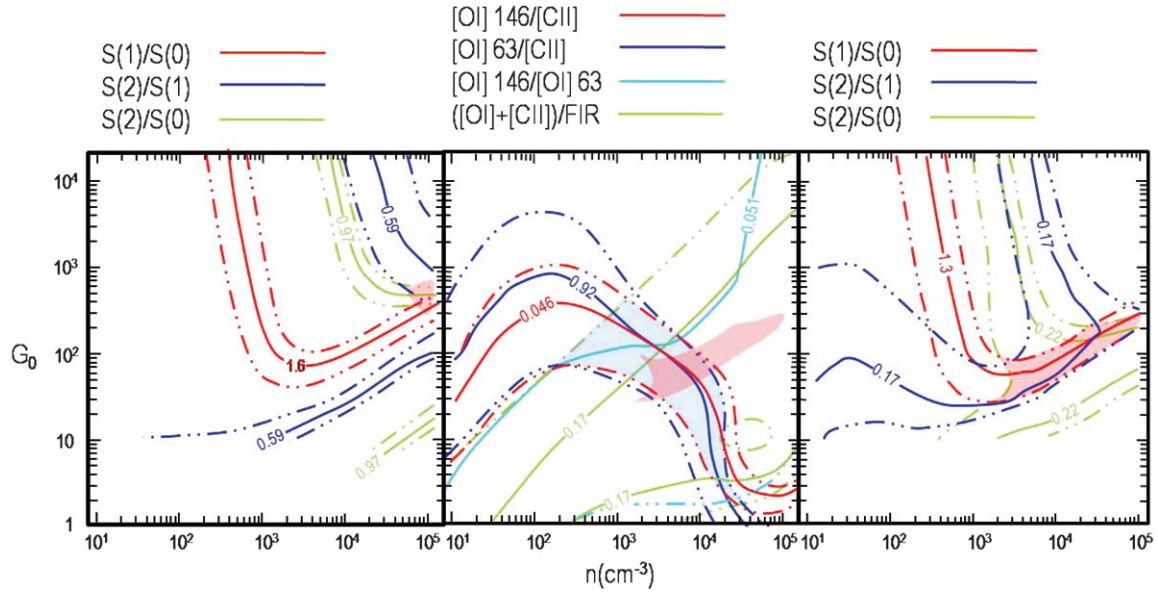 [OI] 146/[CII]
[OI] 63/[CII]
[OI] 146/[OI] 63
([OI]+[CII])/FIR
S(1)/S(0)
S(2)/S(1)
S(2)/S(0)
S(1)/S(0)
S(2)/S(1)
S(2)/S(0)
10⁴
10³
10²
10
1
G₀
0.97
0.59
1.6
0.59
0.97
0.051
0.92
0.046
0.17
0.17
0.17
1.3
0.22
0.17
0.22
10¹ 10² 10³ 10⁴ 10⁵
10¹ 10² 10³ 10⁴ 10⁵
10¹ 10² 10³ 10⁴ 10⁵
n(cm⁻³)